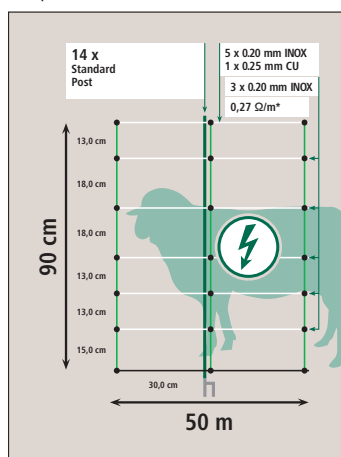 14 x
Standard
Post
5 x 0.20 mm INOX
1 x 0.25 mm CU
3 x 0.20 mm INOX
0,27 Ω/m*
13,0 cm
18,0 cm
18,0 cm
13,0 cm
13,0 cm
15,0 cm
90 cm
30,0 cm
50 m